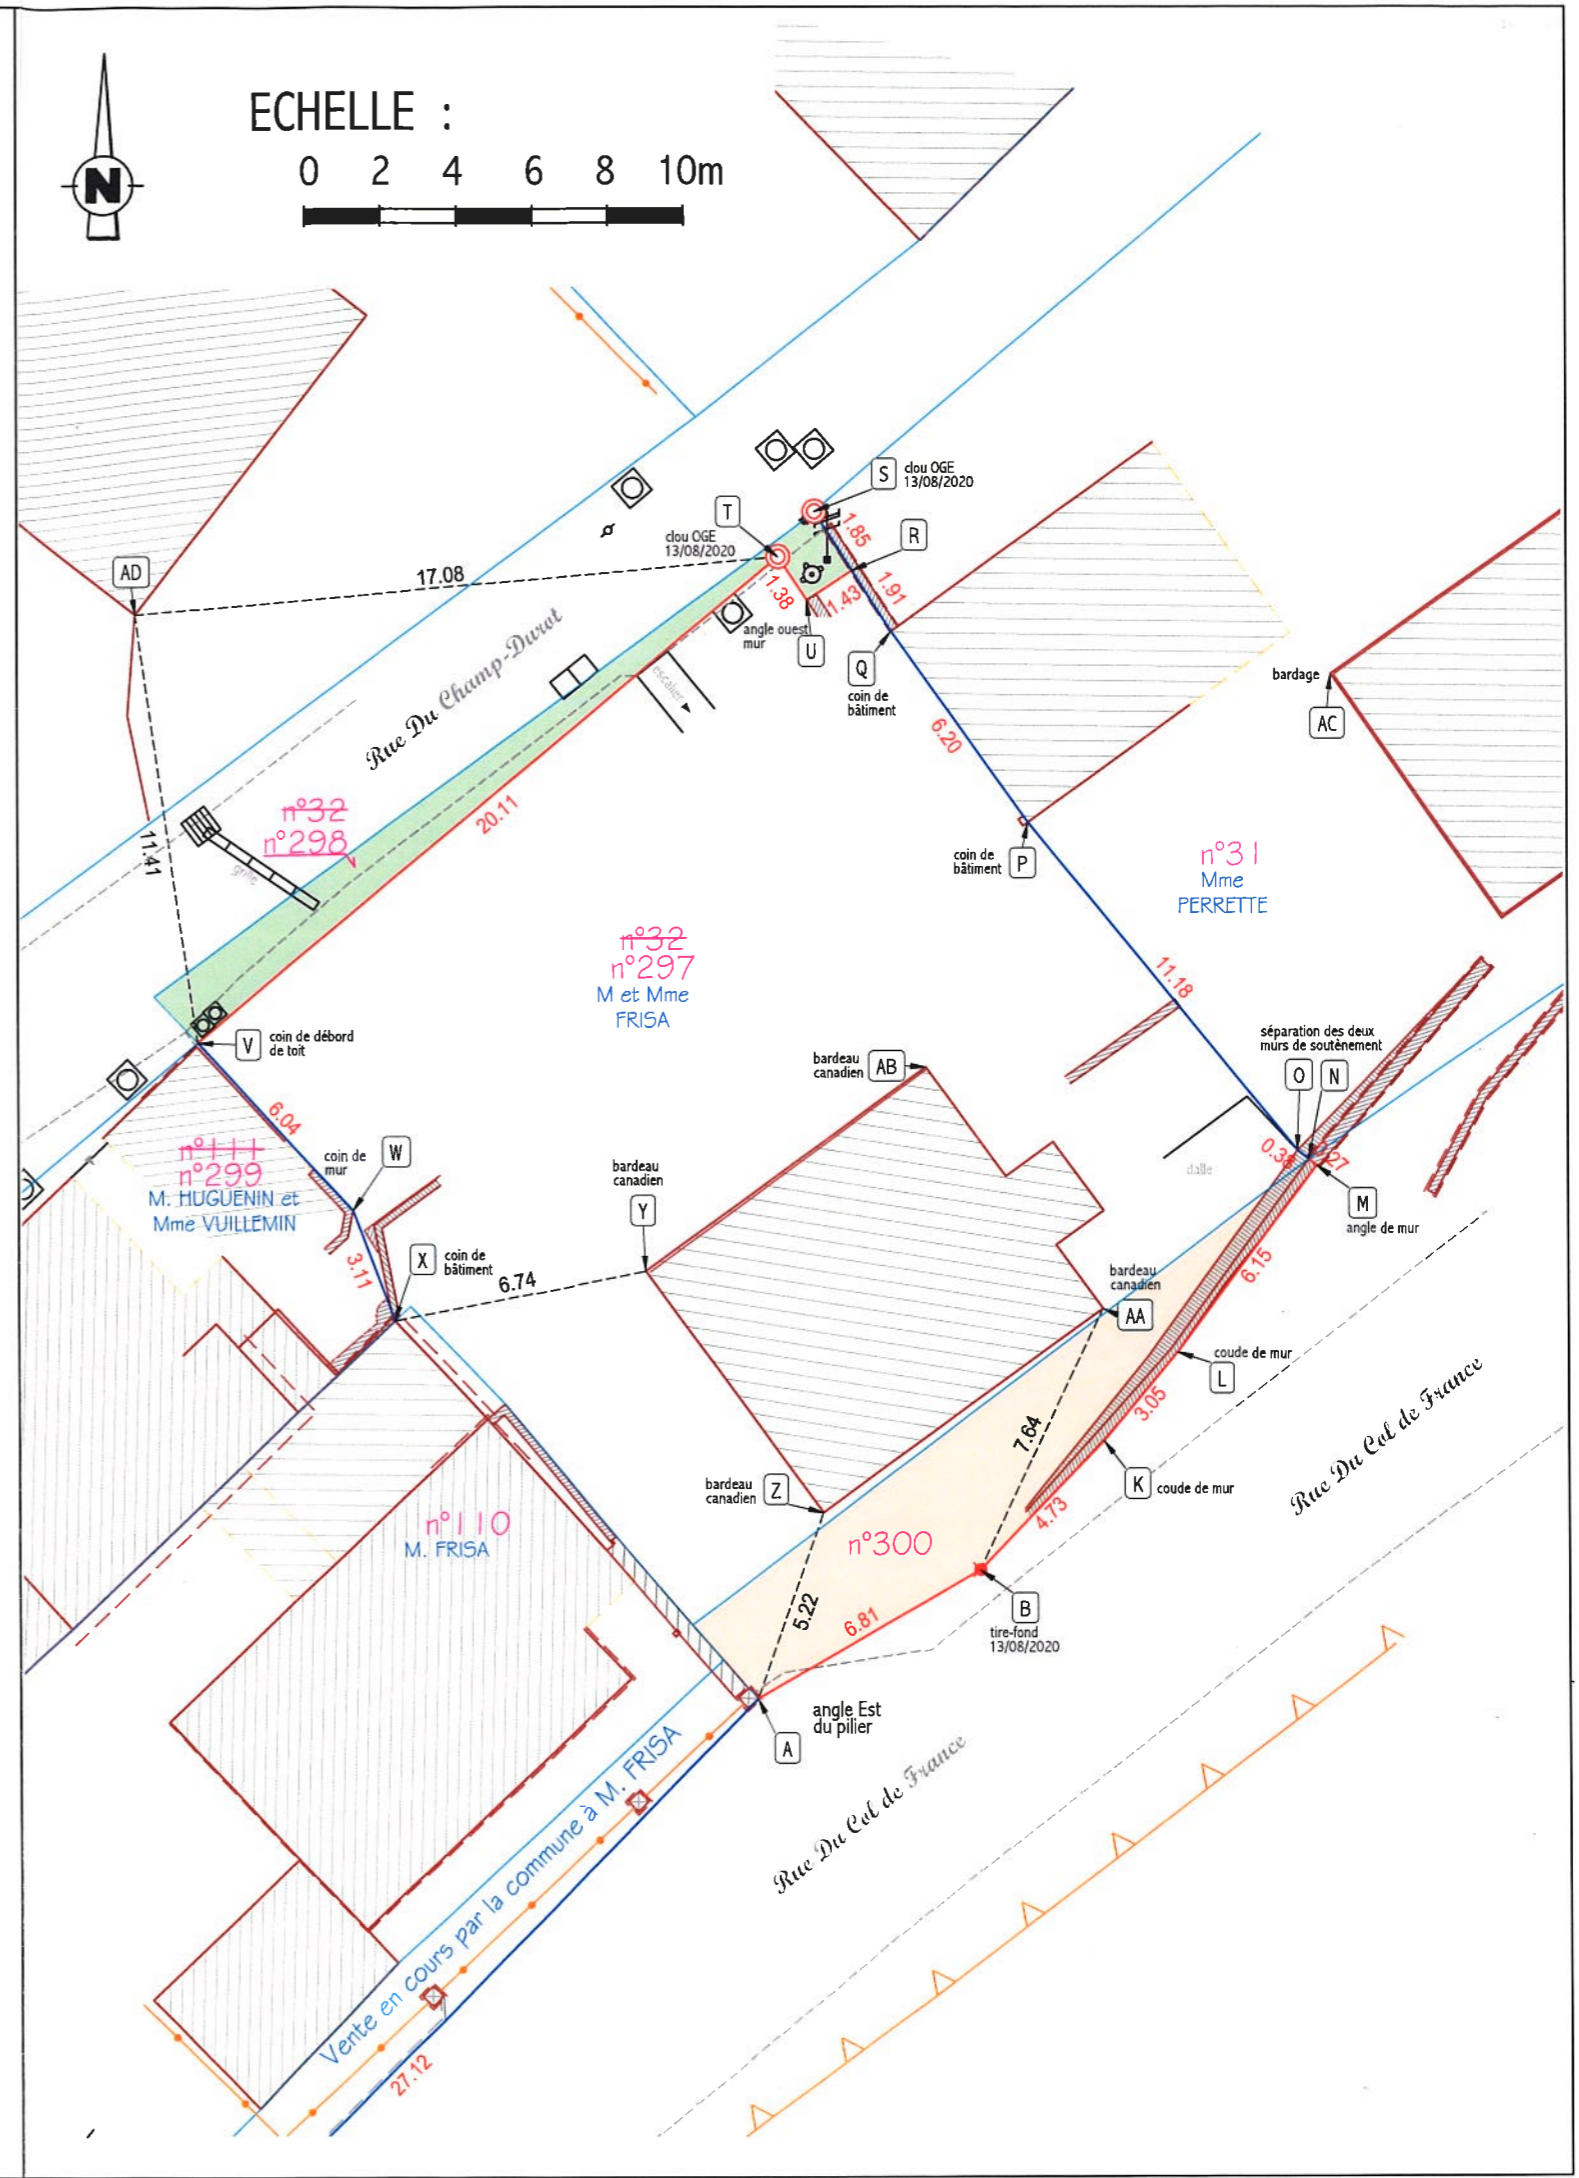 N
ECHELLE :
0 2 4 6 8 10m
S
clou OGE
13/08/2020
T
clou OGE
13/08/2020
1.85
R
AD
17.08
1.38
1.43
1.91
angle ouest
mur
U
Q
coin de
bâtiment
escalier
bardage
AC
Rue Du Champ-Durot
6.20
20.11
n°32
n°298
11.41
grille
coin de
bâtiment
P
n°31
Mme
PERRETTE
n°32
n°297
M et Mme
FRISA
11.18
V
coin de débord
de toit
séparation des deux
murs de soutènement
O
N
bardeau
canadien
AB
6.04
0.38
0.27
dalle
n°111
n°299
M. HUGUENIN et
Mme VUILLEMIN
coin de
mur
W
bardeau
canadien
Y
M
angle de mur
3.11
X
coin de
bâtiment
6.74
6.15
bardeau
canadien
AA
coude de mur
L
3.05
7.64
Rue Du Col de France
K
coude de mur
bardeau
canadien
Z
4.73
n°110
M. FRISA
n°300
5.22
6.81
B
tire-fond
13/08/2020
angle Est
du pilier
A
Rue Du Col de France
Vente en cours par la commune à M. FRISA
27.12